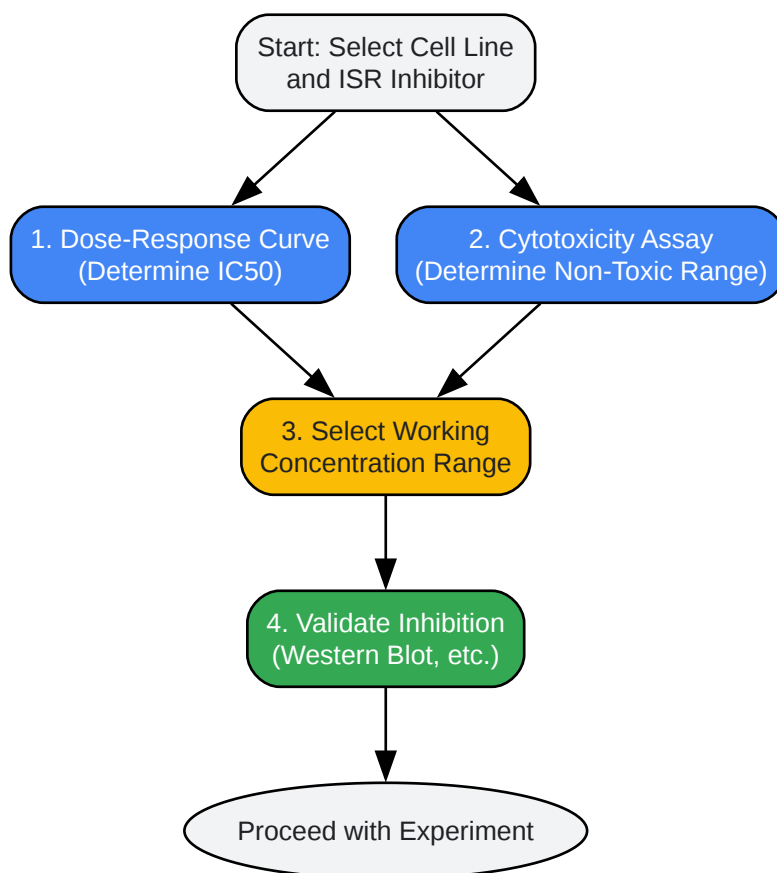 Start: Select Cell Line
and ISR Inhibitor
1. Dose-Response Curve
(Determine IC50)
2. Cytotoxicity Assay
(Determine Non-Toxic Range)
3. Select Working
Concentration Range
4. Validate Inhibition
(Western Blot, etc.)
Proceed with Experiment